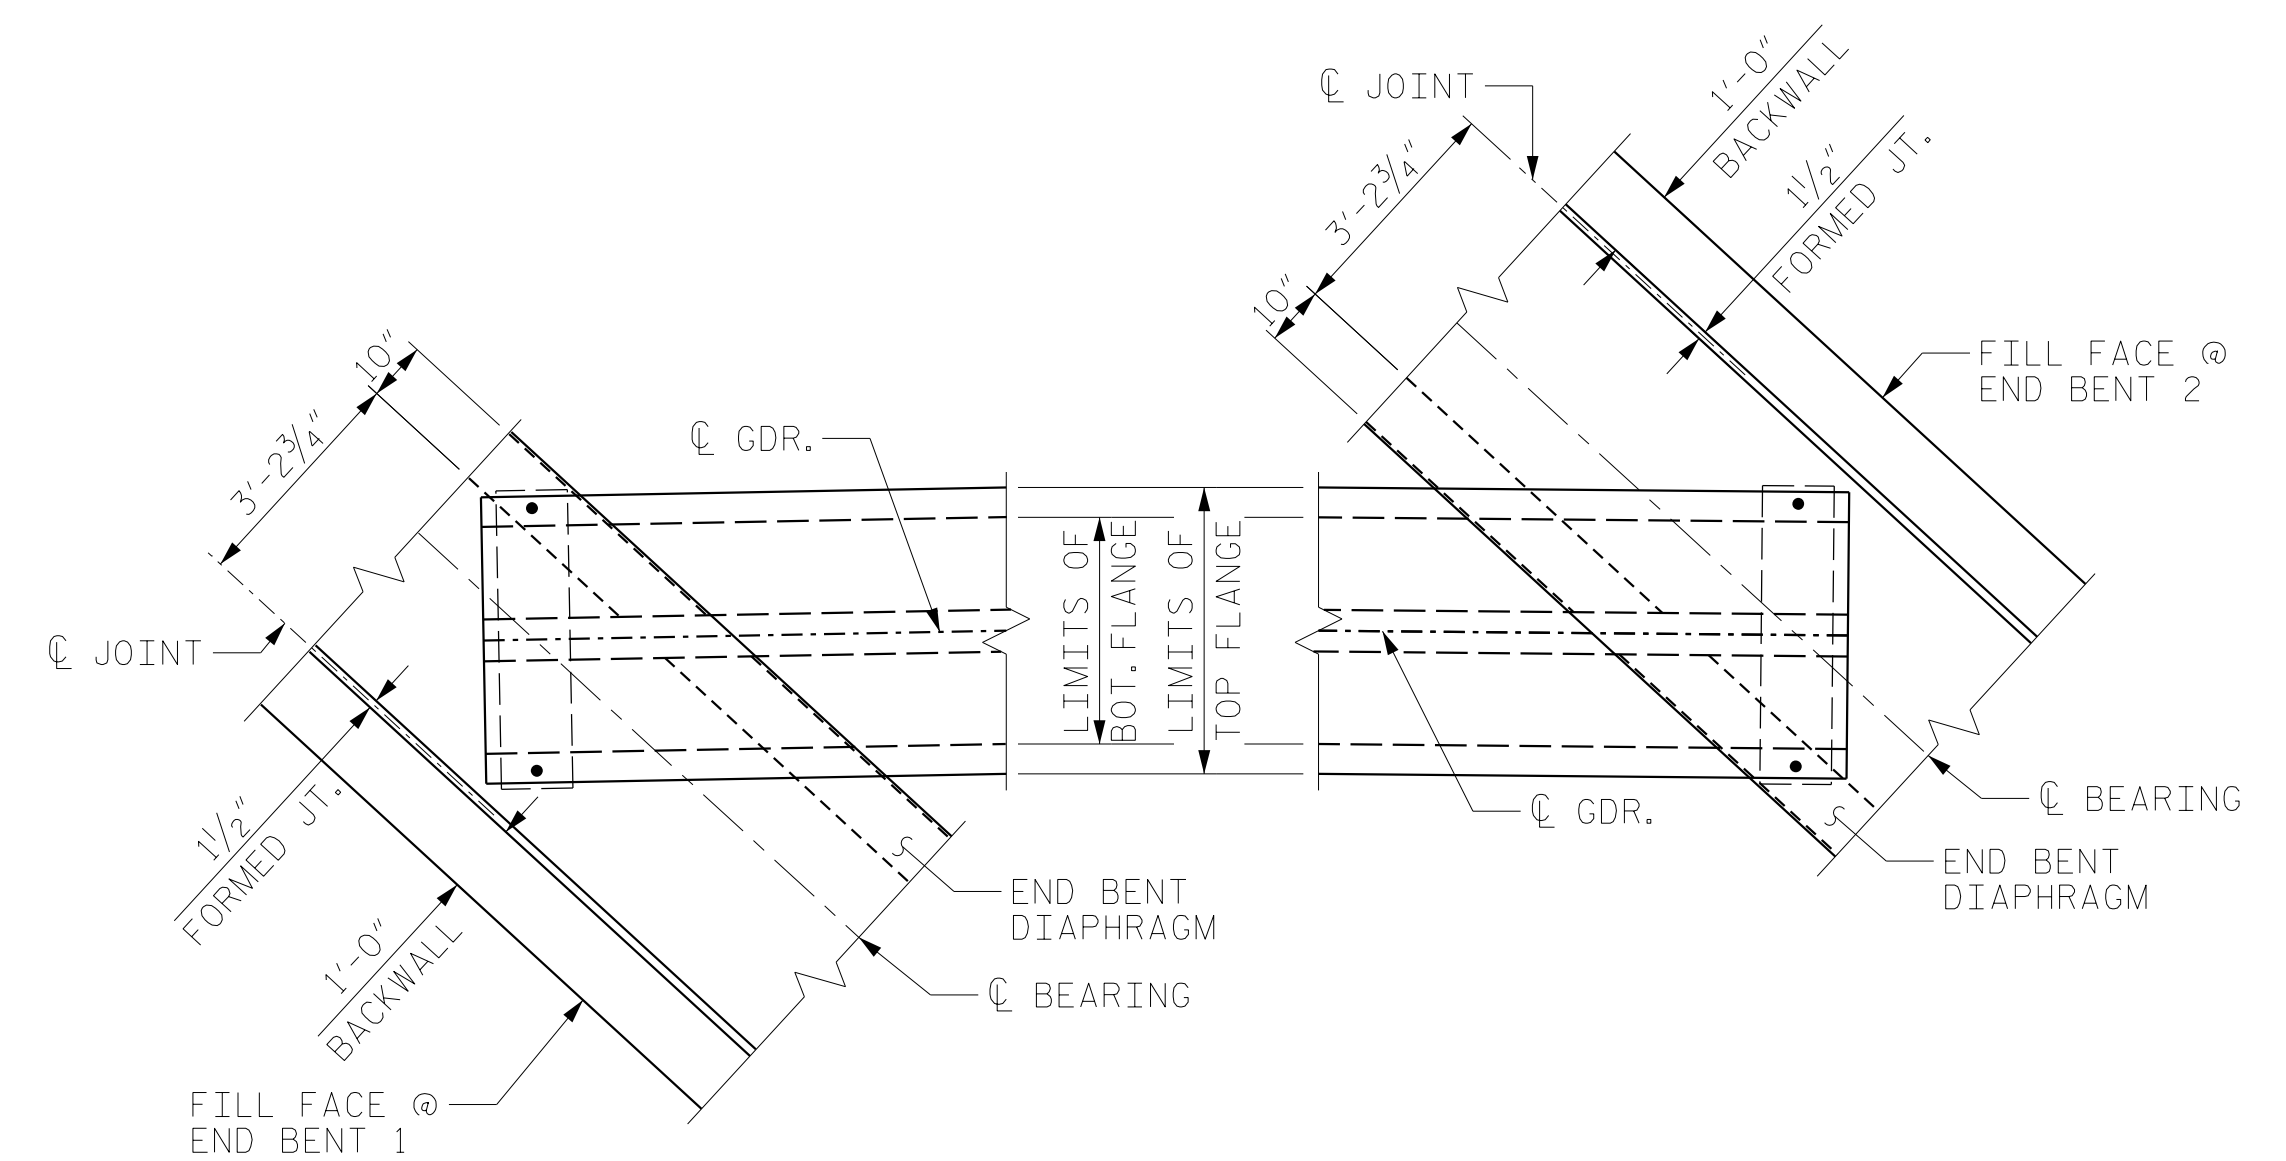 ℄ JOINT
1'-0"
BACKWALL
1½"
FORMED JT.
3'-2¾"
10"
FILL FACE @
END BENT 2
10"
3'-2¾"
℄ GDR.
LIMITS OF
BOT. FLANGE
LIMITS OF
TOP FLANGE
℄ JOINT
℄ GDR.
℄ BEARING
END BENT
DIAPHRAGM
1½"
FORMED JT.
END BENT
DIAPHRAGM
1'-0"
BACKWALL
℄ BEARING
FILL FACE @
END BENT 1